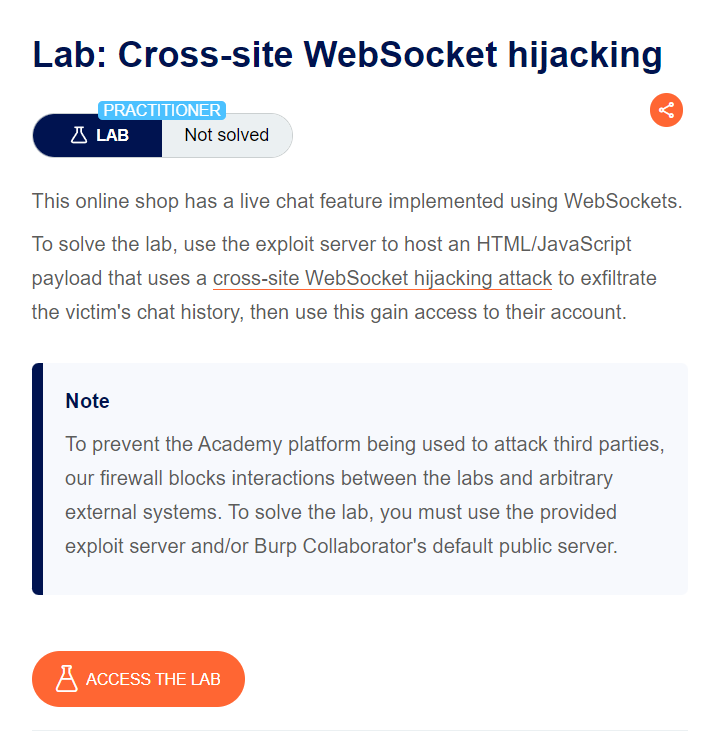 Lab: Cross-site WebSocket hijacking
PRACTITIONER
LAB
Not solved
This online shop has a live chat feature implemented using WebSockets.
To solve the lab, use the exploit server to host an HTML/JavaScript
payload that uses a cross-site WebSocket hijacking attack to exfiltrate
the victim's chat history, then use this gain access to their account.
Note
To prevent the Academy platform being used to attack third parties,
our firewall blocks interactions between the labs and arbitrary
external systems. To solve the lab, you must use the provided
exploit server and/or Burp Collaborator's default public server.
ACCESS THE LAB